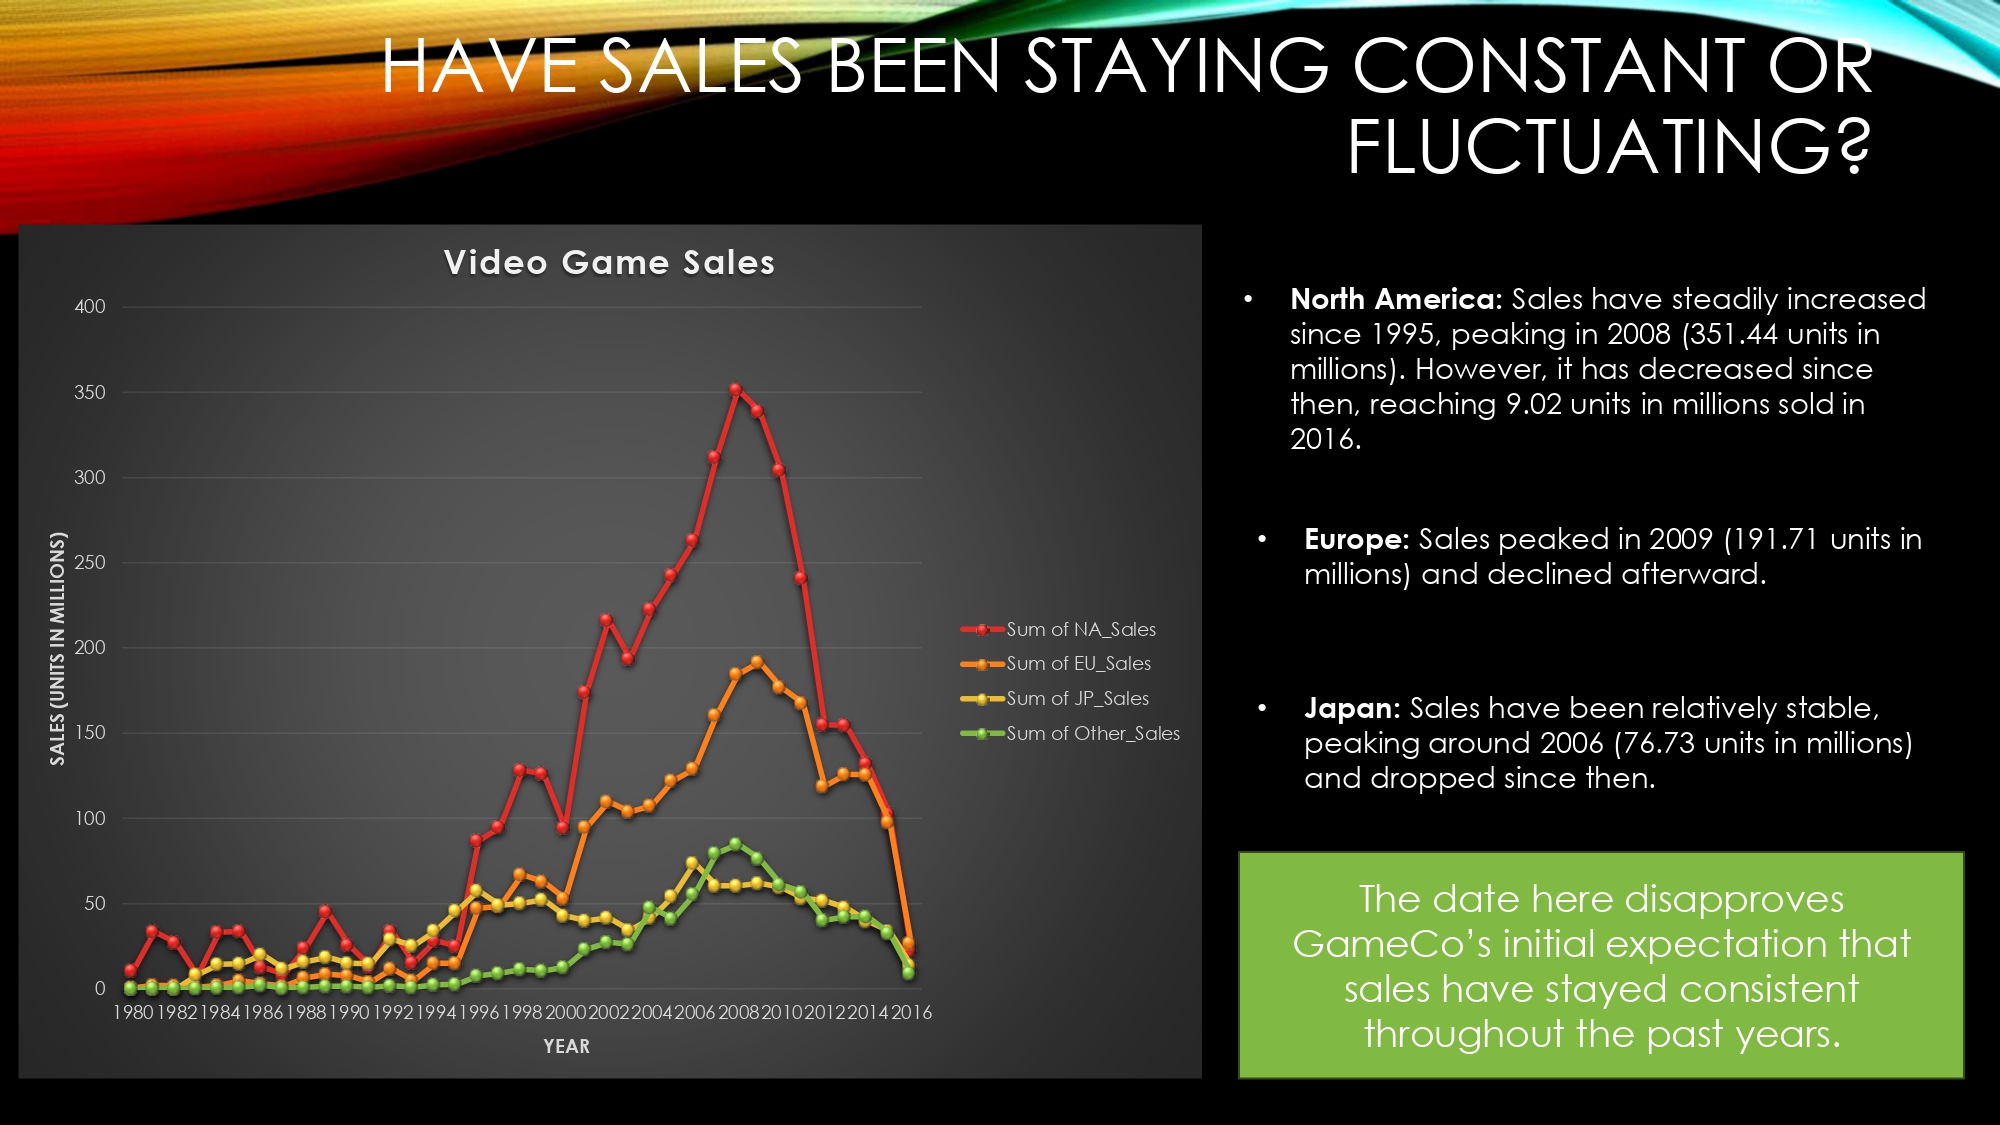 HAVE SALES BEEN STAYING CONSTANT OR
FLUCTUATING?
Video Game Sales
400
350
300
250
200
150
100
50
0
SALES (UNITS IN MILLIONS)
1980 1982 1984 1986 1988 1990 1992 1994 1996 1998 2000 2002 2004 2006 2008 2010 2012 2014 2016
YEAR
Sum of NA_Sales
Sum of EU_Sales
Sum of JP_Sales
Sum of Other_Sales
• North America: Sales have steadily increased
since 1995, peaking in 2008 (351.44 units in
millions). However, it has decreased since
then, reaching 9.02 units in millions sold in
2016.
• Europe: Sales peaked in 2009 (191.71 units in
millions) and declined afterward.
• Japan: Sales have been relatively stable,
peaking around 2006 (76.73 units in millions)
and dropped since then.
The date here disapproves
GameCo’s initial expectation that
sales have stayed consistent
throughout the past years.